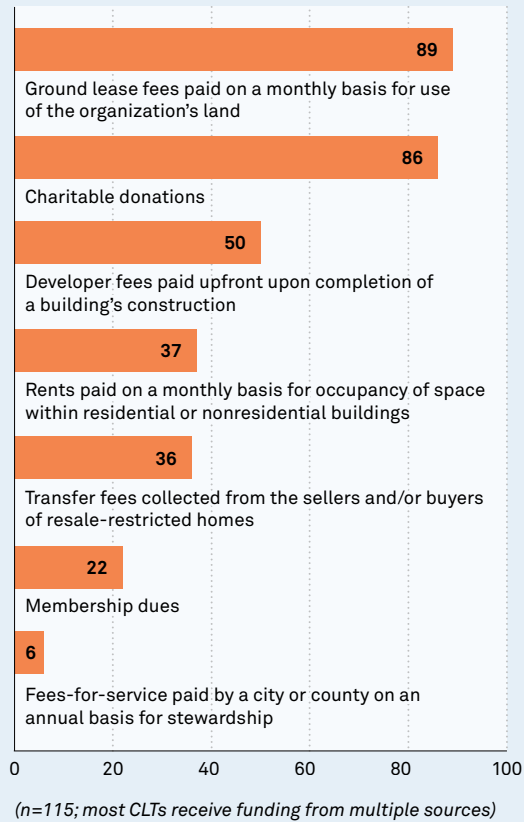 89
Ground lease fees paid on a monthly basis for use
of the organization’s land
86
Charitable donations
50
Developer fees paid upfront upon completion of
a building’s construction
37
Rents paid on a monthly basis for occupancy of space
within residential or nonresidential buildings
36
Transfer fees collected from the sellers and/or buyers
of resale-restricted homes
22
Membership dues
6
Fees-for-service paid by a city or county on an
annual basis for stewardship
0 20 40 60 80 100
(n=115; most CLTs receive funding from multiple sources)